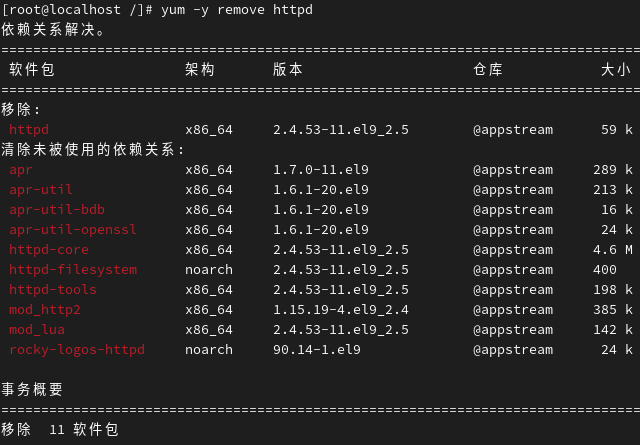 [root@localhost /]# yum -y remove httpd
依赖关系解决。
================================================================================
软件包 架构 版本 仓库 大小
================================================================================
移除:
httpd x86_64 2.4.53-11.el9_2.5 @appstream 59 k
清除未被使用的依赖关系:
apr x86_64 1.7.0-11.el9 @appstream 289 k
apr-util x86_64 1.6.1-20.el9 @appstream 213 k
apr-util-bdb x86_64 1.6.1-20.el9 @appstream 16 k
apr-util-openssl x86_64 1.6.1-20.el9 @appstream 24 k
httpd-core x86_64 2.4.53-11.el9_2.5 @appstream 4.6 M
httpd-filesystem noarch 2.4.53-11.el9_2.5 @appstream 400
httpd-tools x86_64 2.4.53-11.el9_2.5 @appstream 198 k
mod_http2 x86_64 1.15.19-4.el9_2.4 @appstream 385 k
mod_lua x86_64 2.4.53-11.el9_2.5 @appstream 142 k
rocky-logos-httpd noarch 90.14-1.el9 @appstream 24 k
事务概要
================================================================================
移除 11 软件包